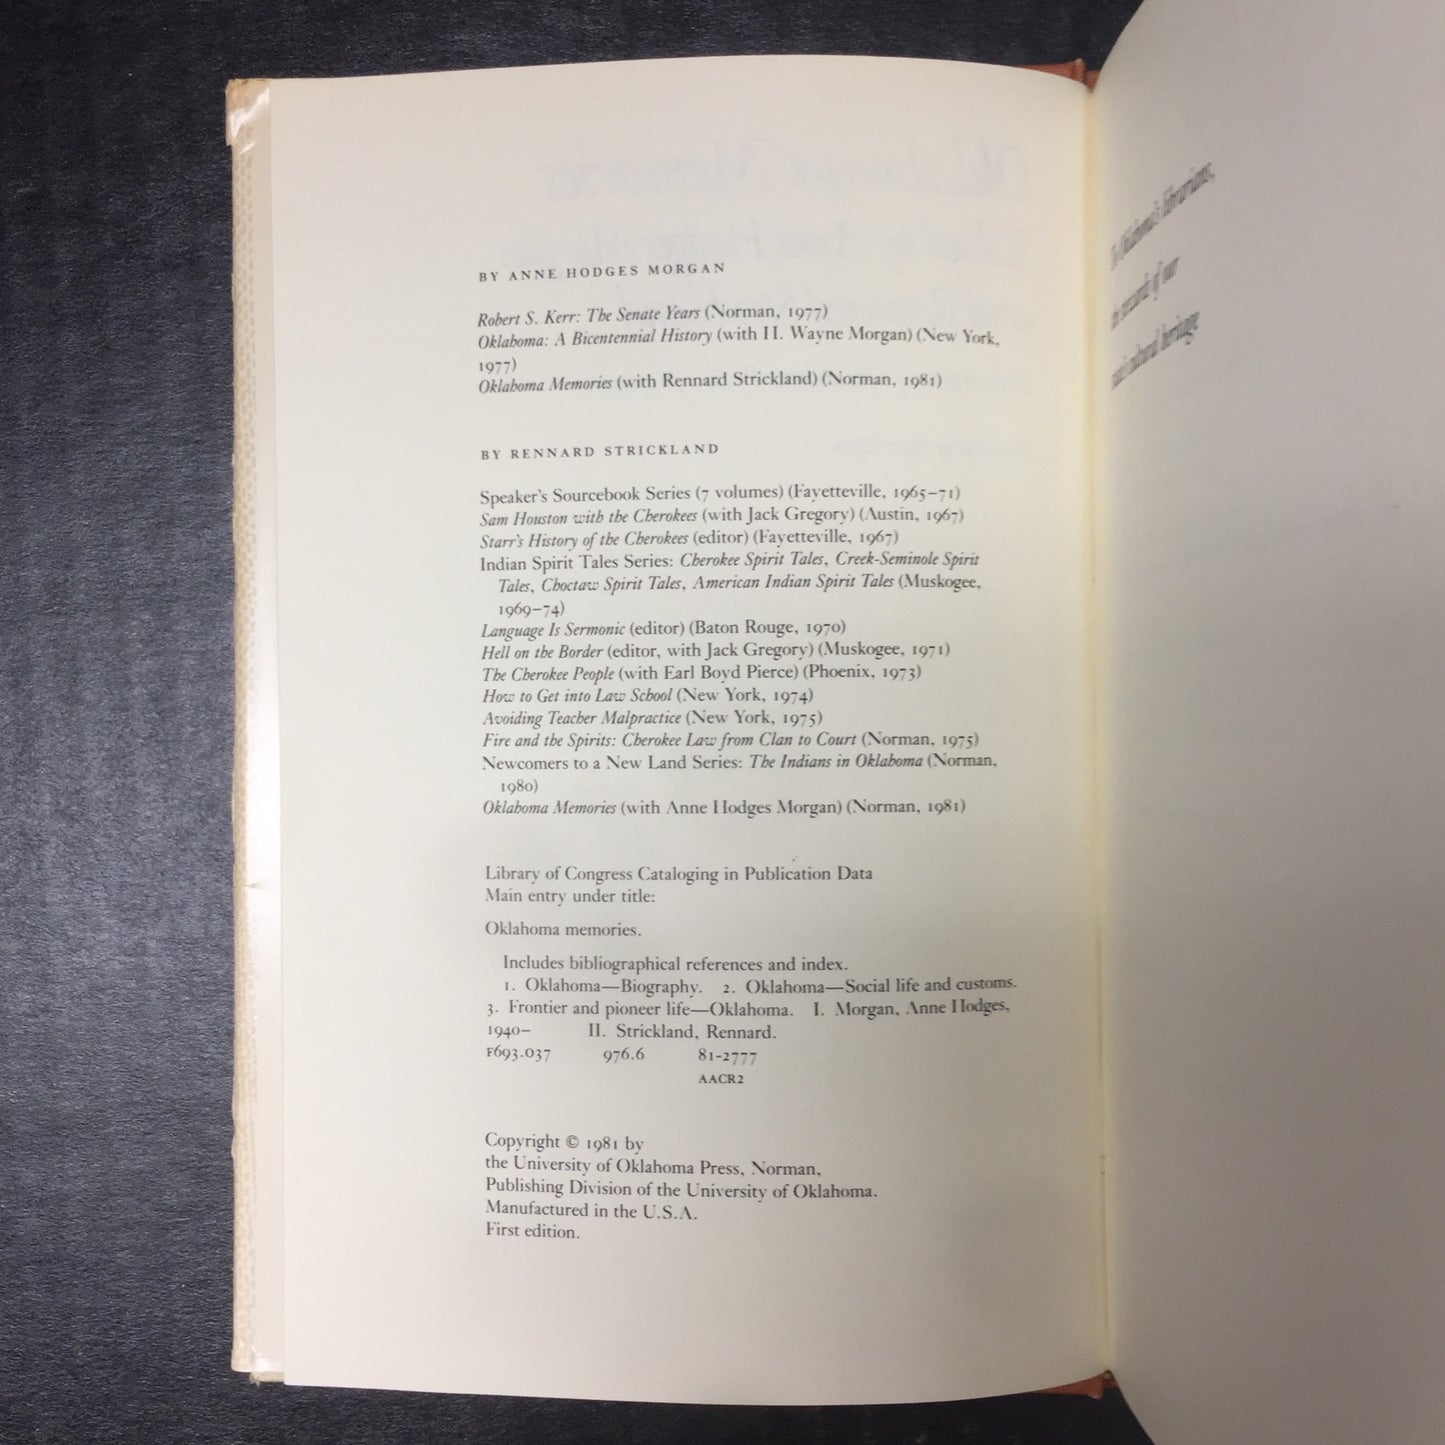 BY ANNE HODGES MORGAN
Robert S. Kerr: The Senate Years (Norman, 1977)
Oklahoma: A Bicentennial History (with H. Wayne Morgan) (New York,
1977)
Oklahoma Memories (with Rennard Strickland) (Norman, 1981)
BY RENNARD STRICKLAND
Speaker's Sourcebook Series (7 volumes) (Fayetteville, 1965–71)
Sam Houston with the Cherokees (with Jack Gregory) (Austin, 1967)
Starr's History of the Cherokees (editor) (Fayetteville, 1967)
Indian Spirit Tales Series: Cherokee Spirit Tales, Creek-Seminole Spirit
Tales, Choctaw Spirit Tales, American Indian Spirit Tales (Muskogee,
1969–74)
Language Is Sermonic (editor) (Baton Rouge, 1970)
Hell on the Border (editor, with Jack Gregory) (Muskogee, 1971)
The Cherokee People (with Earl Boyd Pierce) (Phoenix, 1973)
How to Get into Law School (New York, 1974)
Avoiding Teacher Malpractice (New York, 1975)
Fire and the Spirits: Cherokee Law from Clan to Court (Norman, 1975)
Newcomers to a New Land Series: The Indians in Oklahoma (Norman,
1980)
Oklahoma Memories (with Anne Hodges Morgan) (Norman, 1981)
Library of Congress Cataloging in Publication Data
Main entry under title:
Oklahoma memories.
Includes bibliographical references and index.
1. Oklahoma—Biography. 2. Oklahoma—Social life and customs.
3. Frontier and pioneer life—Oklahoma. I. Morgan, Anne Hodges,
1940– II. Strickland, Rennard.
F693.037 976.6 81-2777
AACR2
Copyright © 1981 by
the University of Oklahoma Press, Norman,
Publishing Division of the University of Oklahoma.
Manufactured in the U.S.A.
First edition.
To Oklahoma's librarians,
of our
cultural heritage